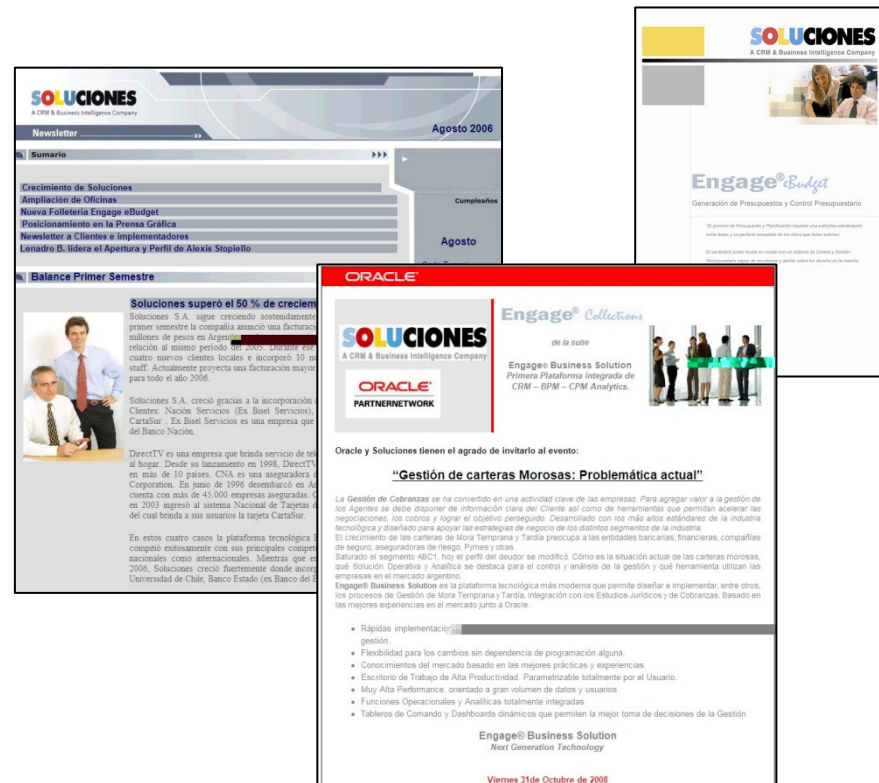 SOLUCIONES
A CRM & Business Intelligence Company
Newsletter
Agosto 2006
Sumario
Crecimiento de Soluciones
Ampliación de Oficinas
Nueva Folletería Engage eBudget
Posicionamiento en la Prensa Gráfica
Newsletter a Clientes e implementadores
Lenadro B. lidera el Apertura y Perfil de Alexis Stopiello
Cumpleaños
Agosto
Balance Primer Semestre
Soluciones superó el 50 % de creciem
Soluciones S.A. sigue creciendo sostenidamente
primer semestre la compañía anunció una facturac
millones de pesos en Argen
relación al mismo período del 2005. Durante ese
cuatro nuevos clientes locales e incorporó 10 nu
staff. Actualmente proyecta una facturación mayor
para todo el año 2006.
Soluciones S.A. creció gracias a la incorporación
Clientes: Nación Servicios (Ex Bisel Servicios),
CartaSur . Ex Bisel Servicios es una empresa que
del Banco Nación.
DirectTV es una empresa que brinda servicio de tel
al hogar. Desde su lanzamiento en 1998, DirectTV
en más de 10 países. CNA es una aseguradora
Corporation. En junio de 1996 desembarcó en Ar
cuenta con más de 45.000 empresas aseguradas.
en 2003 ingresó al sistema Nacional de Tarjetas d
del cual brinda a sus usuarios la tarjeta CartaSur.
En estos cuatro casos la plataforma tecnológica
compitió exitosamente con sus principales compet
nacionales como internacionales. Mientras que e
2006, Soluciones creció fuertemente donde incorp
Universidad de Chile, Banco Estado (ex Banco del
SOLUCIONES
A CRM & Business Intelligence Company
Engage® eBudget
Generación de Presupuestos y Control Presupuestario
ORACLE
SOLUCIONES
A CRM & Business Intelligence Company
ORACLE
PARTNERNETWORK
Engage® Collections
de la suite
Engage® Business Solution
Primera Plataforma integrada de
CRM – BPM – CPM Analytics.
Oracle y Soluciones tienen el agrado de invitarlo al evento:
“Gestión de carteras Morosas: Problemática actual”
La Gestión de Cobranzas se ha convertido en una actividad clave de las empresas. Para agregar valor a la gestión de
los Agentes se debe disponer de información clara del Cliente así como de herramientas que permitan acelerar las
negociaciones, los cobros y lograr el objetivo perseguido. Desarrollado con los más altos estándares de la industria
tecnológica y diseñado para apoyar las estrategias de negocio de los distintos segmentos de la industria.
El crecimiento de las carteras de Mora Temprana y Tardía preocupa a las entidades bancarias, financieras, compañías
de seguro, aseguradoras de riesgo, Pymes y otras.
Saturado el segmento ABC1, hoy el perfil del deudor se modificó. Cómo es la situación actual de las carteras morosas,
qué Solución Operativa y Analítica se destaca para el control y análisis de la gestión y qué herramienta utilizan las
empresas en el mercado argentino.
Engage® Business Solution es la plataforma tecnológica más moderna que permite diseñar e implementar, entre otros,
los procesos de Gestión de Mora Temprana y Tardía, integración con los Estudios Jurídicos y de Cobranzas. Basado en
las mejores experiencias en el mercado junto a Oracle.
• Rápidas implementacio
gestión.
• Flexibilidad para los cambios sin dependencia de programación alguna.
• Conocimientos del mercado basado en las mejores prácticas y experiencias
• Escritorio de Trabajo de Alta Productividad. Parametrizable totalmente por el Usuario.
• Muy Alta Performance, orientado a gran volumen de datos y usuarios
• Funciones Operacionales y Analíticas totalmente integradas
• Tableros de Comando y Dashboards dinámicos que permiten la mejor toma de decisiones de la Gestión
Engage® Business Solution
Next Generation Technology
Viernes 31de Octubre de 2008